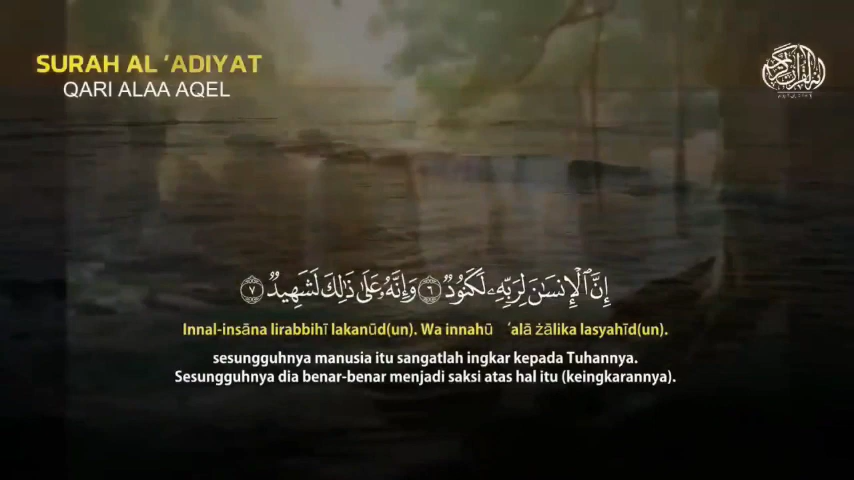 SURAH AL 'ADIYAT
QARI ALAA AQEL
إِنَّ ٱلْإِنسَـٰنَ لِرَبِّهِۦ لَكَنُودٌ ٦ وَإِنَّهُۥ عَلَىٰ ذَٰلِكَ لَشَهِيدٌ ٧
Innal-insāna lirabbihī lakanūd(un). Wa innahū ‘alā żālika lasyahīd(un).
sesungguhnya manusia itu sangatlah ingkar kepada Tuhannya.
Sesungguhnya dia benar-benar menjadi saksi atas hal itu (keingkarannya).